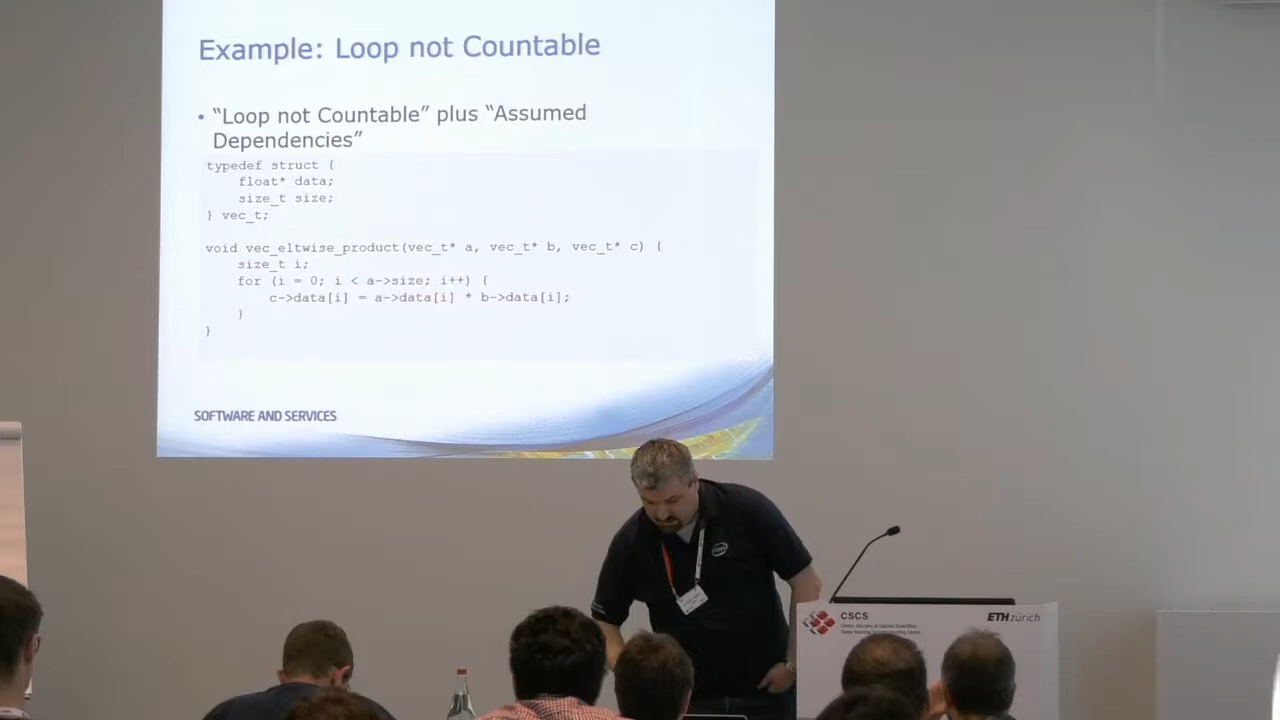 Example: Loop not Countable
• “Loop not Countable” plus “Assumed
Dependencies”
typedef struct {
    float* data;
    size_t size;
} vec_t;
void vec_eltwise_product(vec_t* a, vec_t* b, vec_t* c) {
    size_t i;
    for (i = 0; i < a->size; i++) {
        c->data[i] = a->data[i] * b->data[i];
    }
}
SOFTWARE AND SERVICES
CSCS
ETH zürich